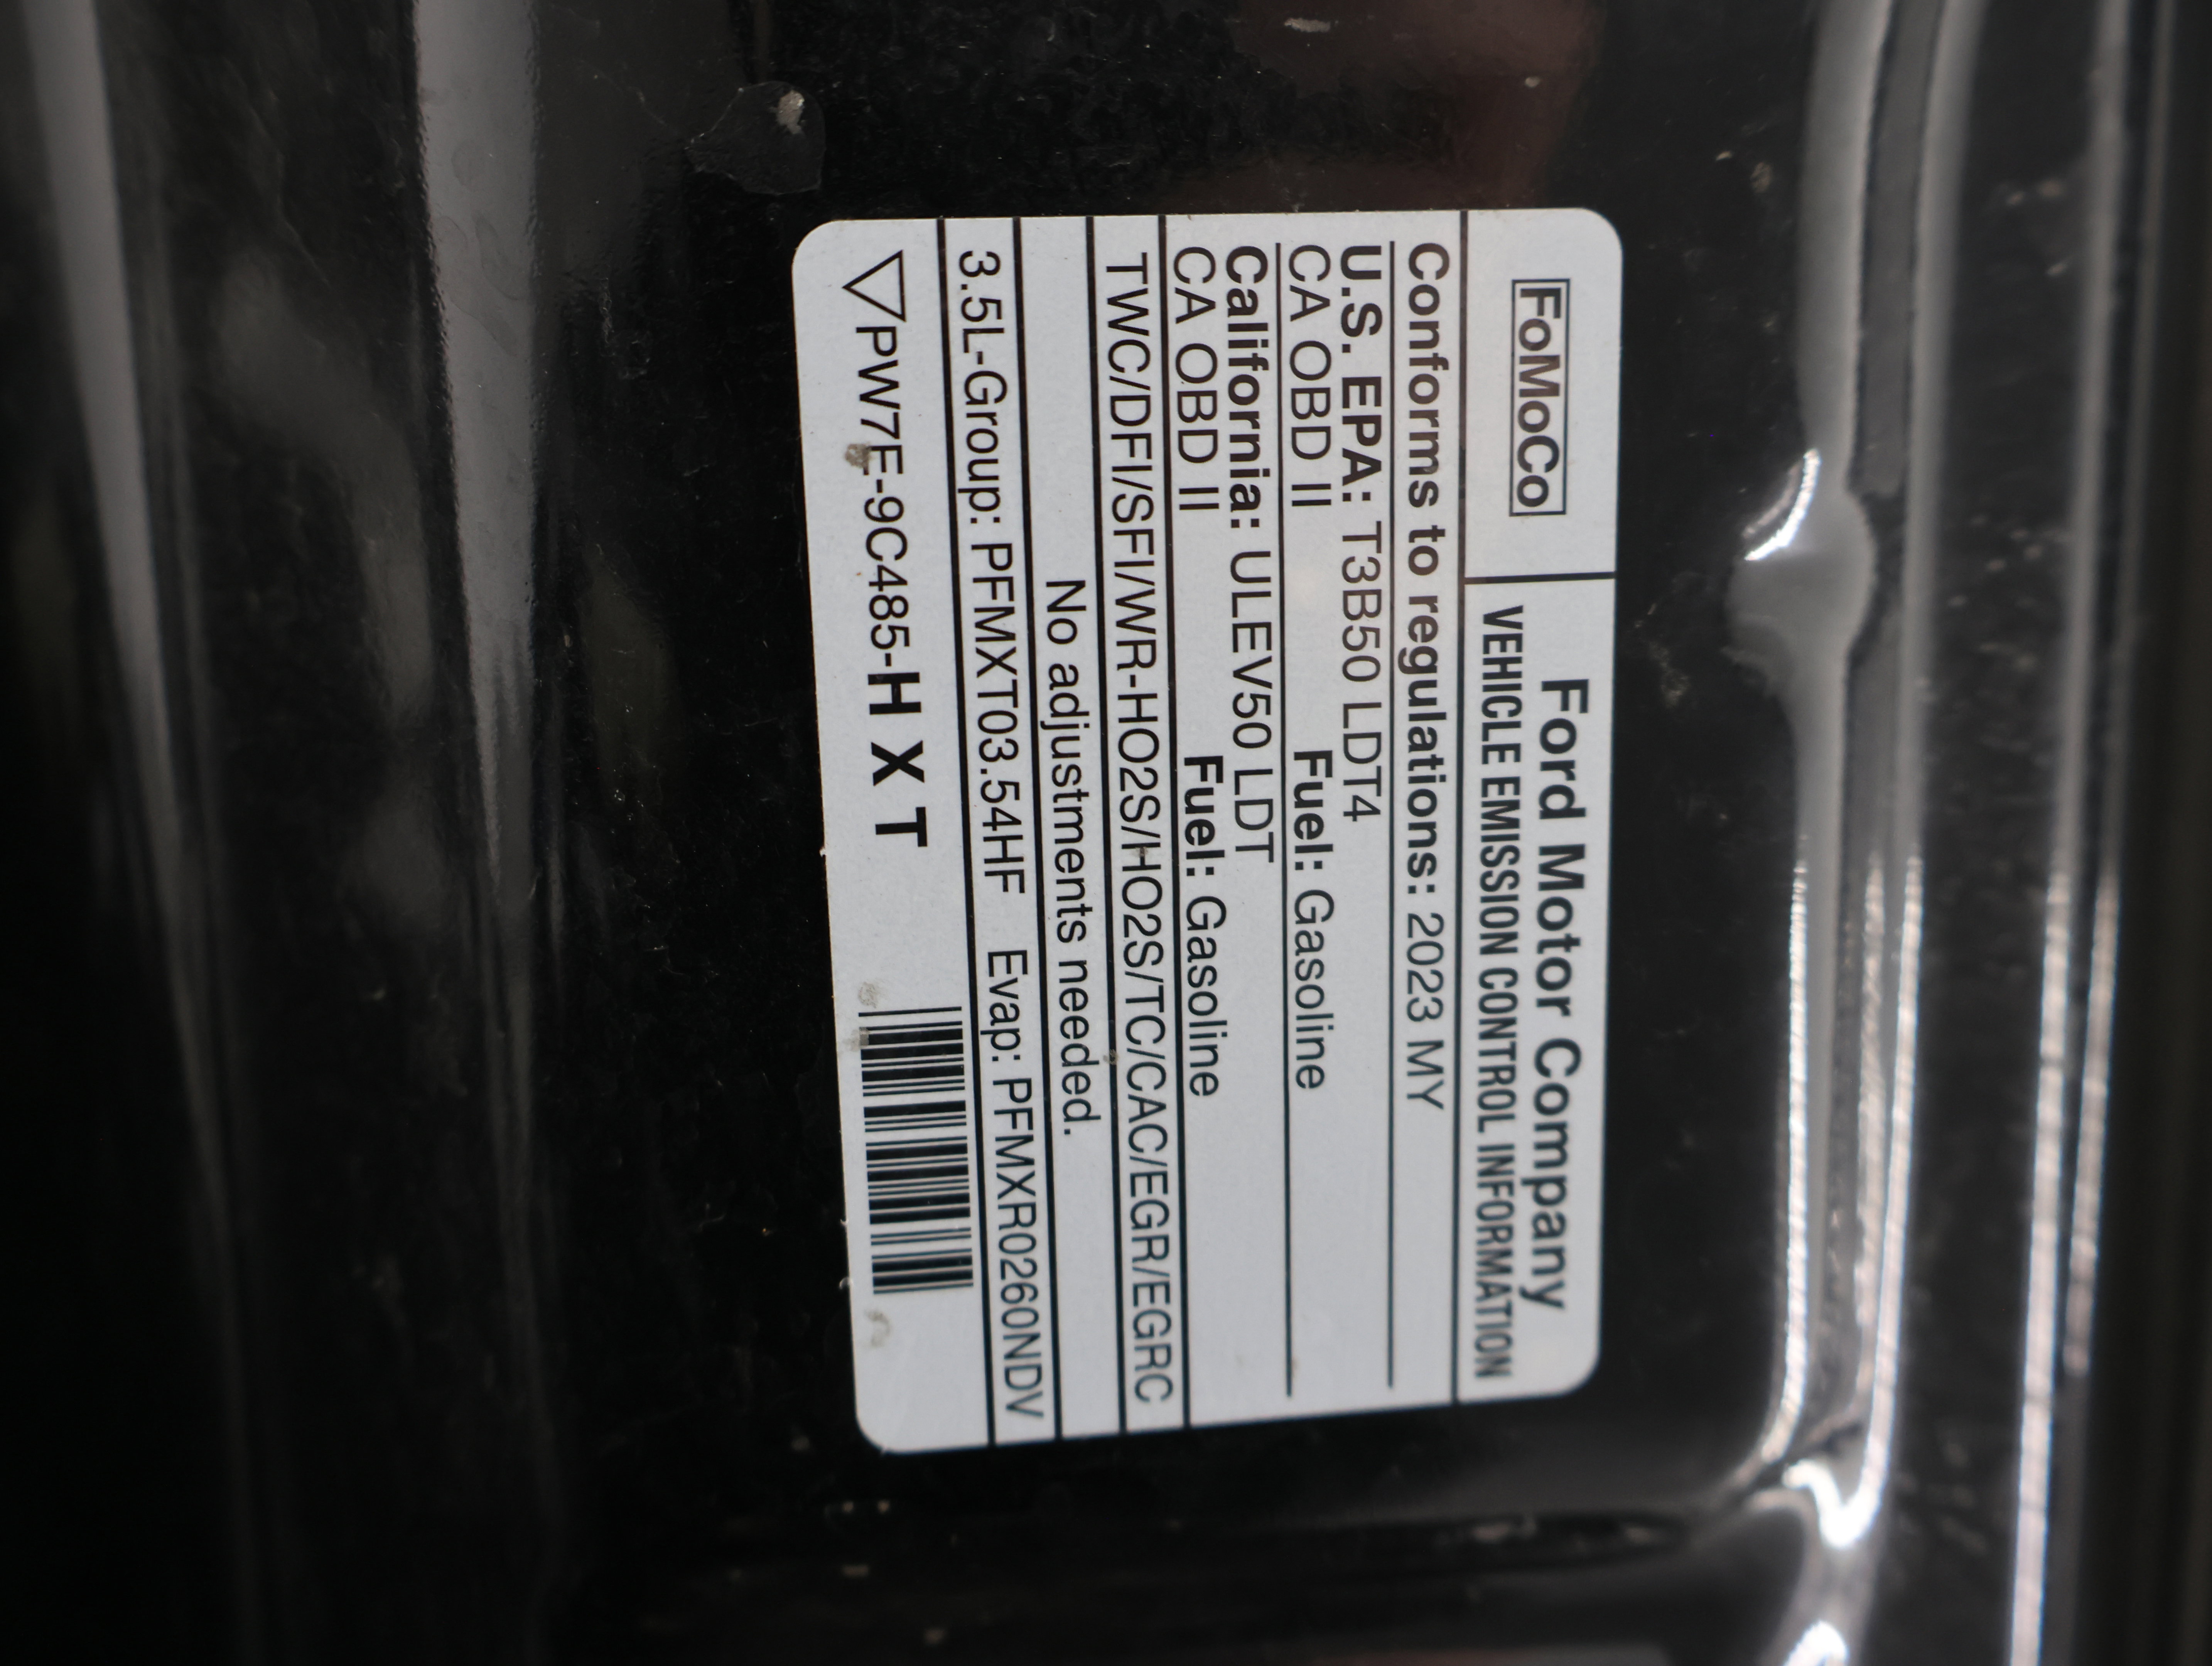 FoMoCo
Ford Motor Company
VEHICLE EMISSION CONTROL INFORMATION
Conforms to regulations: 2023 MY
U.S. EPA: T3B50 LDT4
CA OBD II Fuel: Gasoline
California: ULEV50 LDT
CA OBD II Fuel: Gasoline
TWC/DFI/SFI/WR-HO2S/HO2S/TC/CAC/EGR/EGRC
No adjustments needed.
3.5L-Group: PFMXT03.54HF Evap: PFMXR0260NDV
PW7E-9C485-H X T